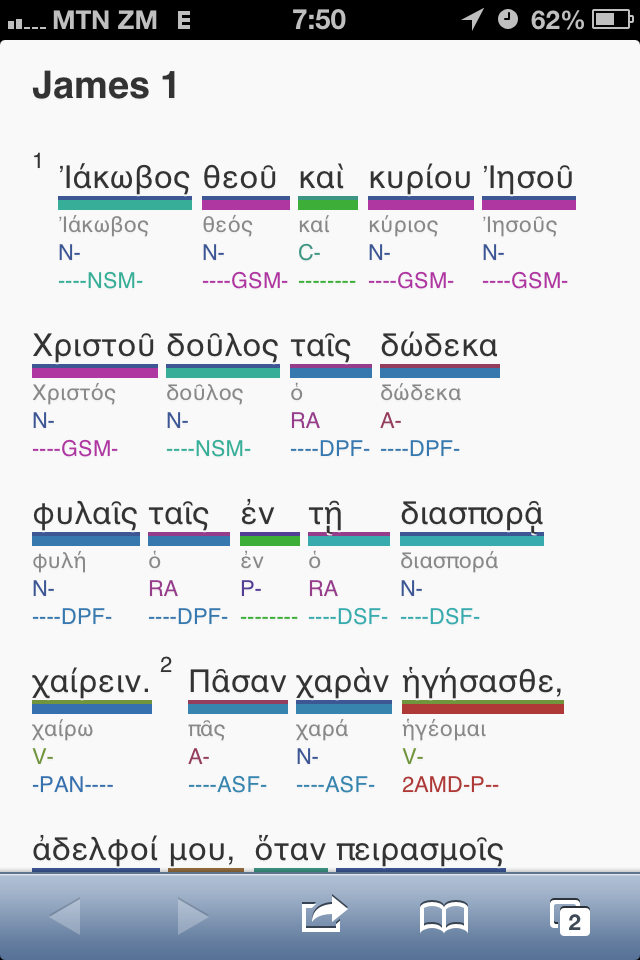 MTN ZM E 7:50 62%
James 1
1 Ἰάκωβος θεοῦ καὶ κυρίου Ἰησοῦ
Ἰάκωβος θεός καί κύριος Ἰησοῦς
N- N- C- N- N-
----NSM- ----GSM- -------- ----GSM- ----GSM-
Χριστοῦ δοῦλος ταῖς δώδεκα
Χριστός δοῦλος ὁ δώδεκα
N- N- RA A-
----GSM- ----NSM- ----DPF- ----DPF-
φυλαῖς ταῖς ἐν τῇ διασπορᾷ
φυλή ὁ ἐν ὁ διασπορά
N- RA P- RA N-
----DPF- ----DPF- -------- ----DSF- ----DSF-
χαίρειν. 2 Πᾶσαν χαρὰν ἡγήσασθε,
χαίρω πᾶς χαρά ἡγέομαι
V- A- N- V-
-PAN---- ----ASF- ----ASF- 2AMD-P--
ἀδελφοί μου, ὅταν πειρασμοῖς
2